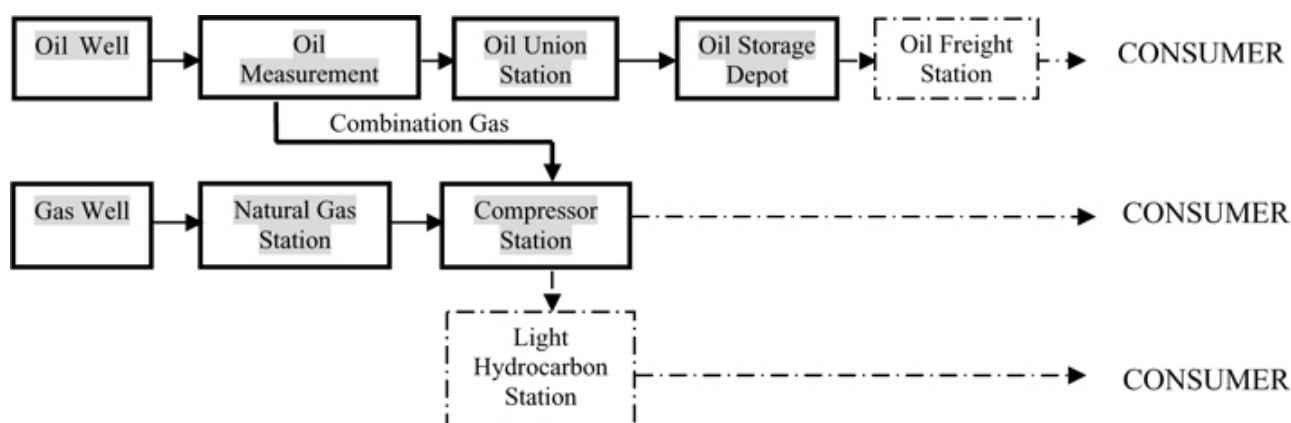 Oil Well
Oil
Measurement
Oil Union
Station
Oil Storage
Depot
Oil Freight
Station
CONSUMER
Combination Gas
Gas Well
Natural Gas
Station
Compressor
Station
CONSUMER
Light
Hydrocarbon
Station
CONSUMER